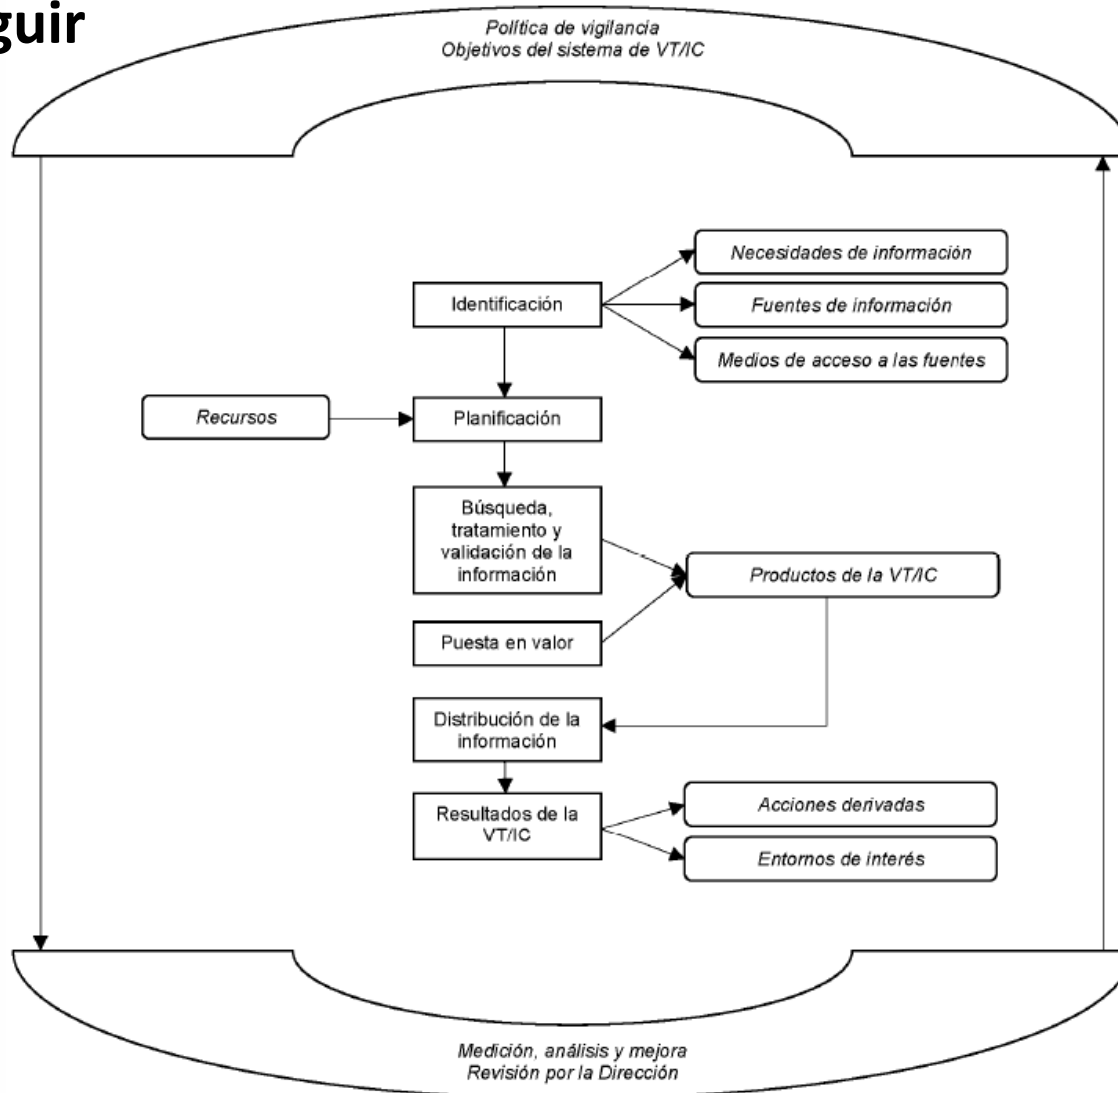 guir
Política de vigilancia
Objetivos del sistema de VT/IC
Necesidades de información
Identificación
Fuentes de información
Medios de acceso a las fuentes
Recursos
Planificación
Búsqueda,
tratamiento y
validación de la
información
Productos de la VT/IC
Puesta en valor
Distribución de la
información
Resultados de la
VT/IC
Acciones derivadas
Entornos de interés
Medición, análisis y mejora
Revisión por la Dirección